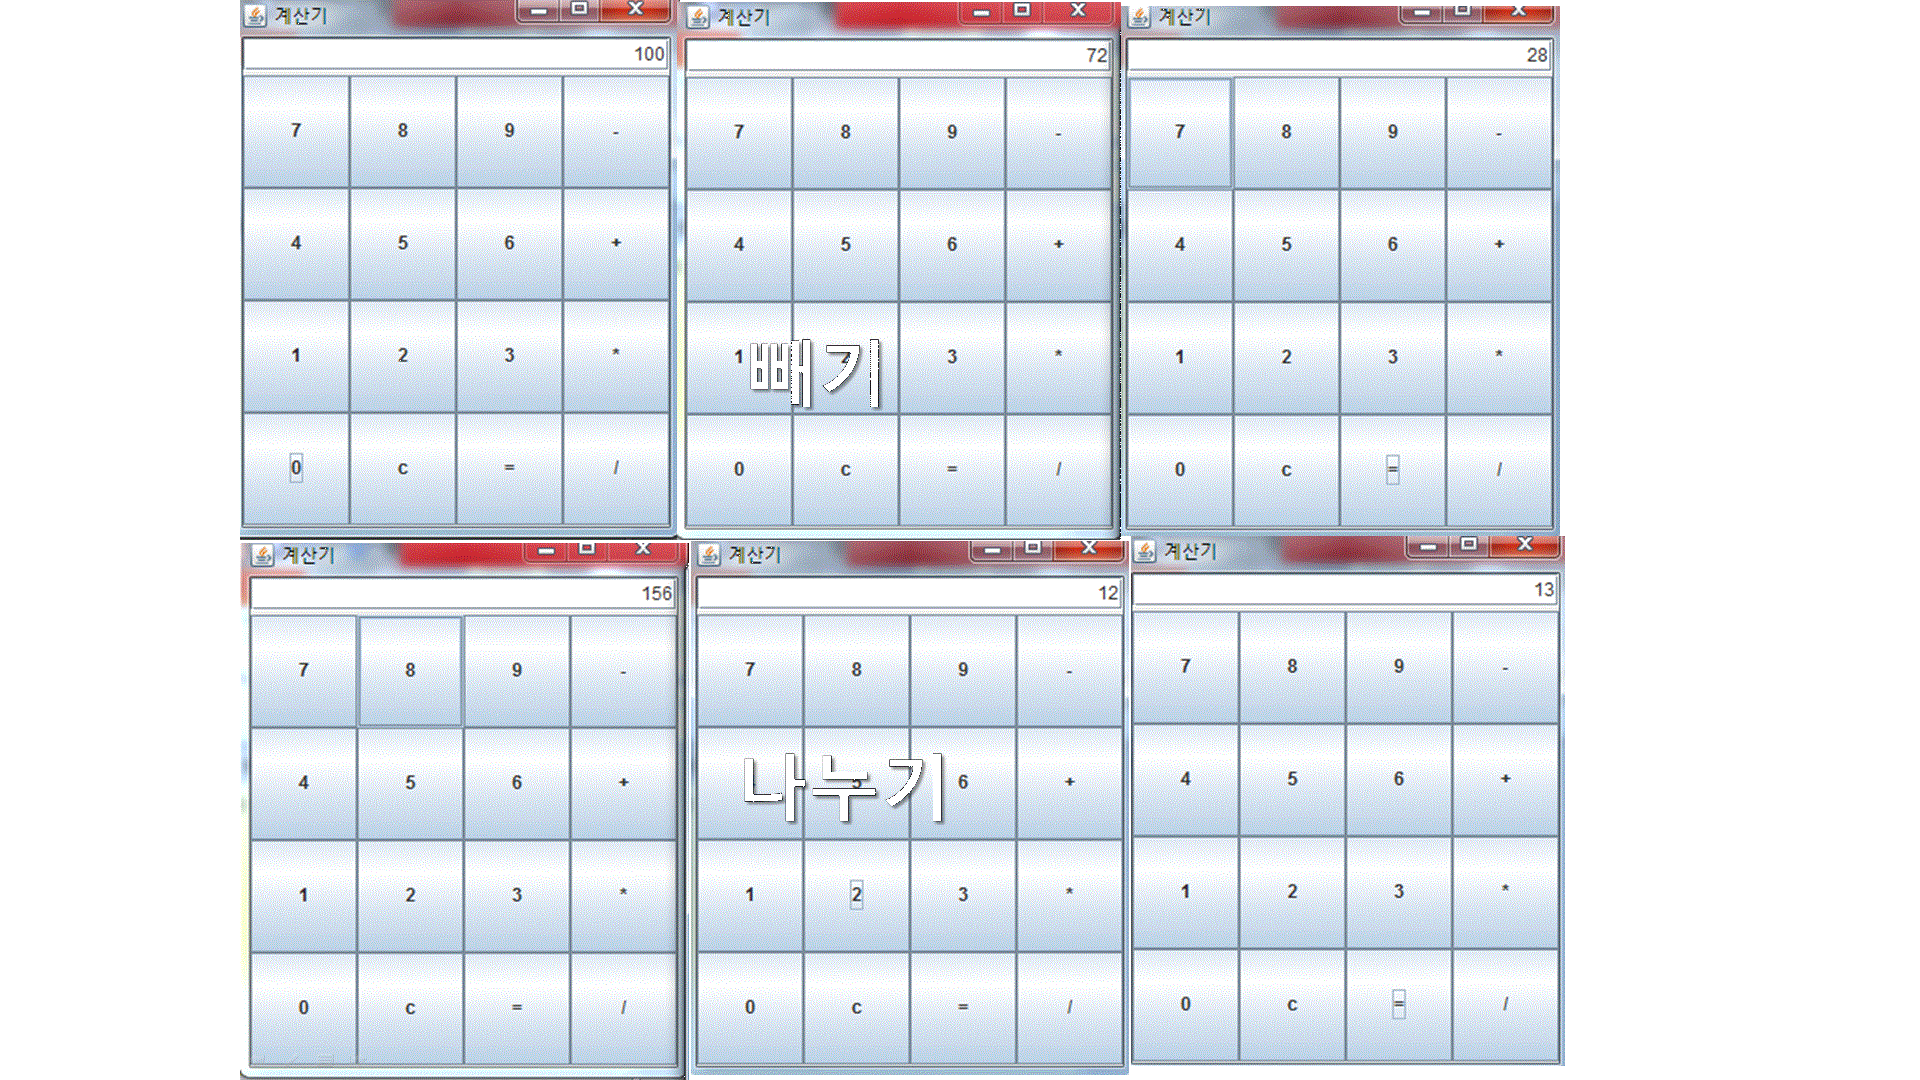 계산기 계산기 계산기
100 72 28
7 8 9 - 7 8 9 - 7 8 9 -
4 5 6 + 4 5 6 + 4 5 6 +
1 2 3 * 1 2 3 * 1 2 3 *
빼기
0 c = / 0 c = / 0 c = /
계산기 계산기 계산기
156 12 13
7 8 9 - 7 8 9 - 7 8 9 -
4 5 6 + 5 6 + 4 5 6 +
나누기
1 2 3 * 1 2 3 * 1 2 3 *
0 c = / 0 c = / 0 c = /